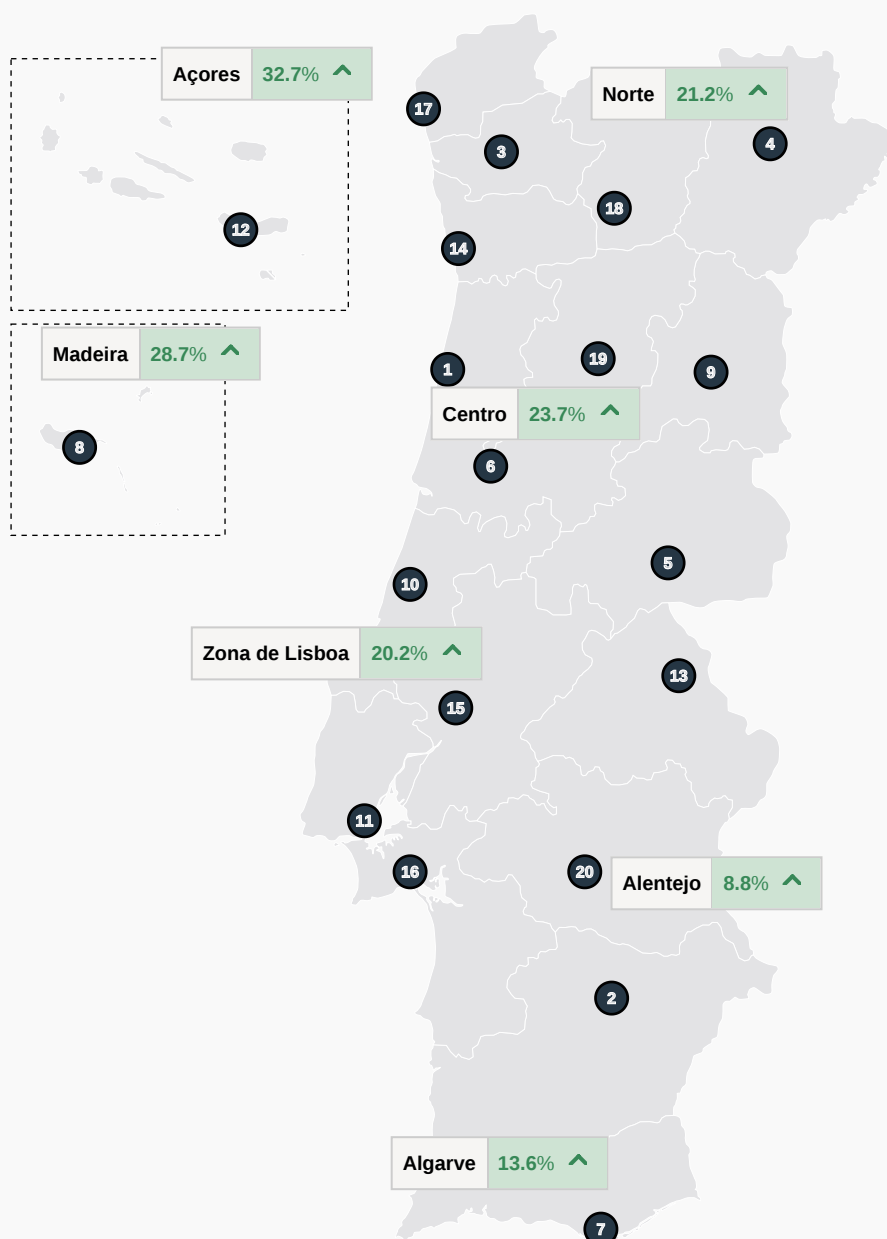 Açores 32.7%
Norte 21.2%
17
3
4
18
12
14
Madeira 28.7%
19
1
9
Centro 23.7%
8
6
5
10
Zona de Lisboa 20.2%
13
15
11
16
20
Alentejo 8.8%
2
Algarve 13.6%
7